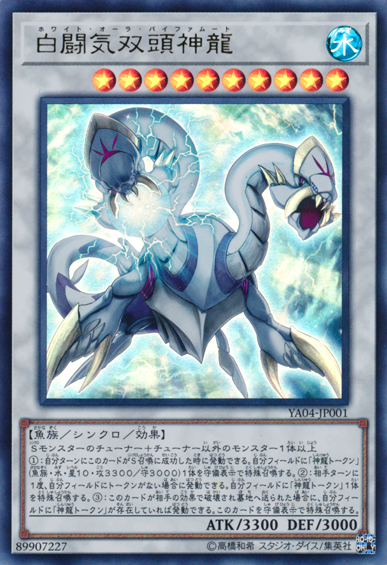 ホワイト・オーラ・バイファムート
白闘気双頭神龍
水
YA04-JP001
【魚族/シンクロ/効果】
Sモンスターのチューナー+チューナー以外のモンスター1体以上
①:自分ターンにこのカードがS召喚に成功した時に発動できる。自分フィールドに「神龍トークン」
(魚族・水・星10・攻3300/守3000)1体を守備表示で特殊召喚する。②:相手ターンに
1度、自分フィールドにトークンがない場合に発動できる。自分フィールドに「神龍トークン」1体
を特殊召喚する。③:このカードが相手の効果で破壊され墓地へ送られた場合に、自分フィー
ルドに「神龍トークン」が存在していれば発動できる。このカードを特殊召喚する。
ATK/3300 DEF/3000
89907227
©高橋和希 スタジオ・ダイス/集英社